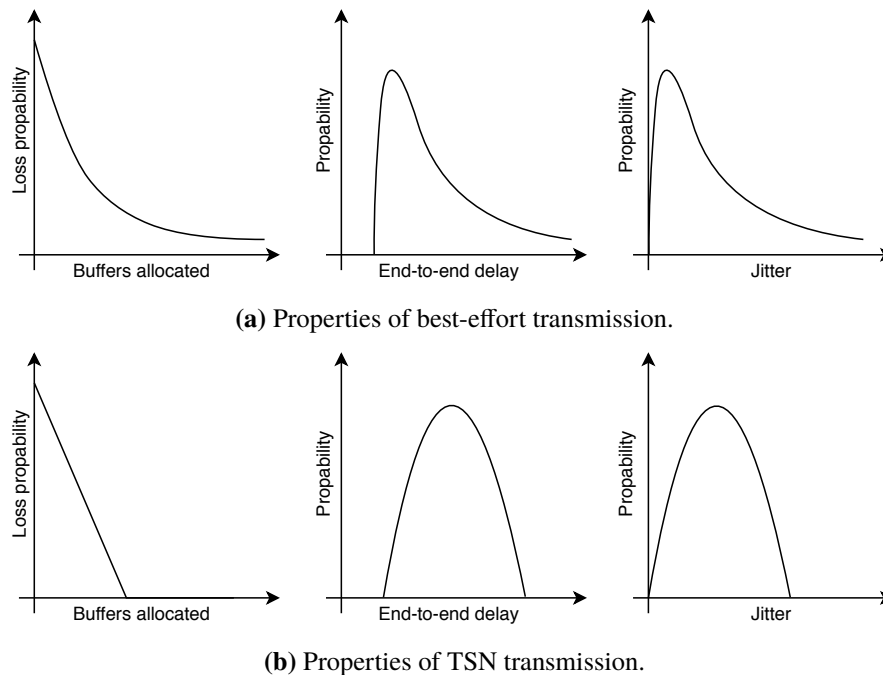 Loss propability
Buffers allocated
Propability
End-to-end delay
Propability
Jitter
(a) Properties of best-effort transmission.
Loss propability
Buffers allocated
Propability
End-to-end delay
Propability
Jitter
(b) Properties of TSN transmission.